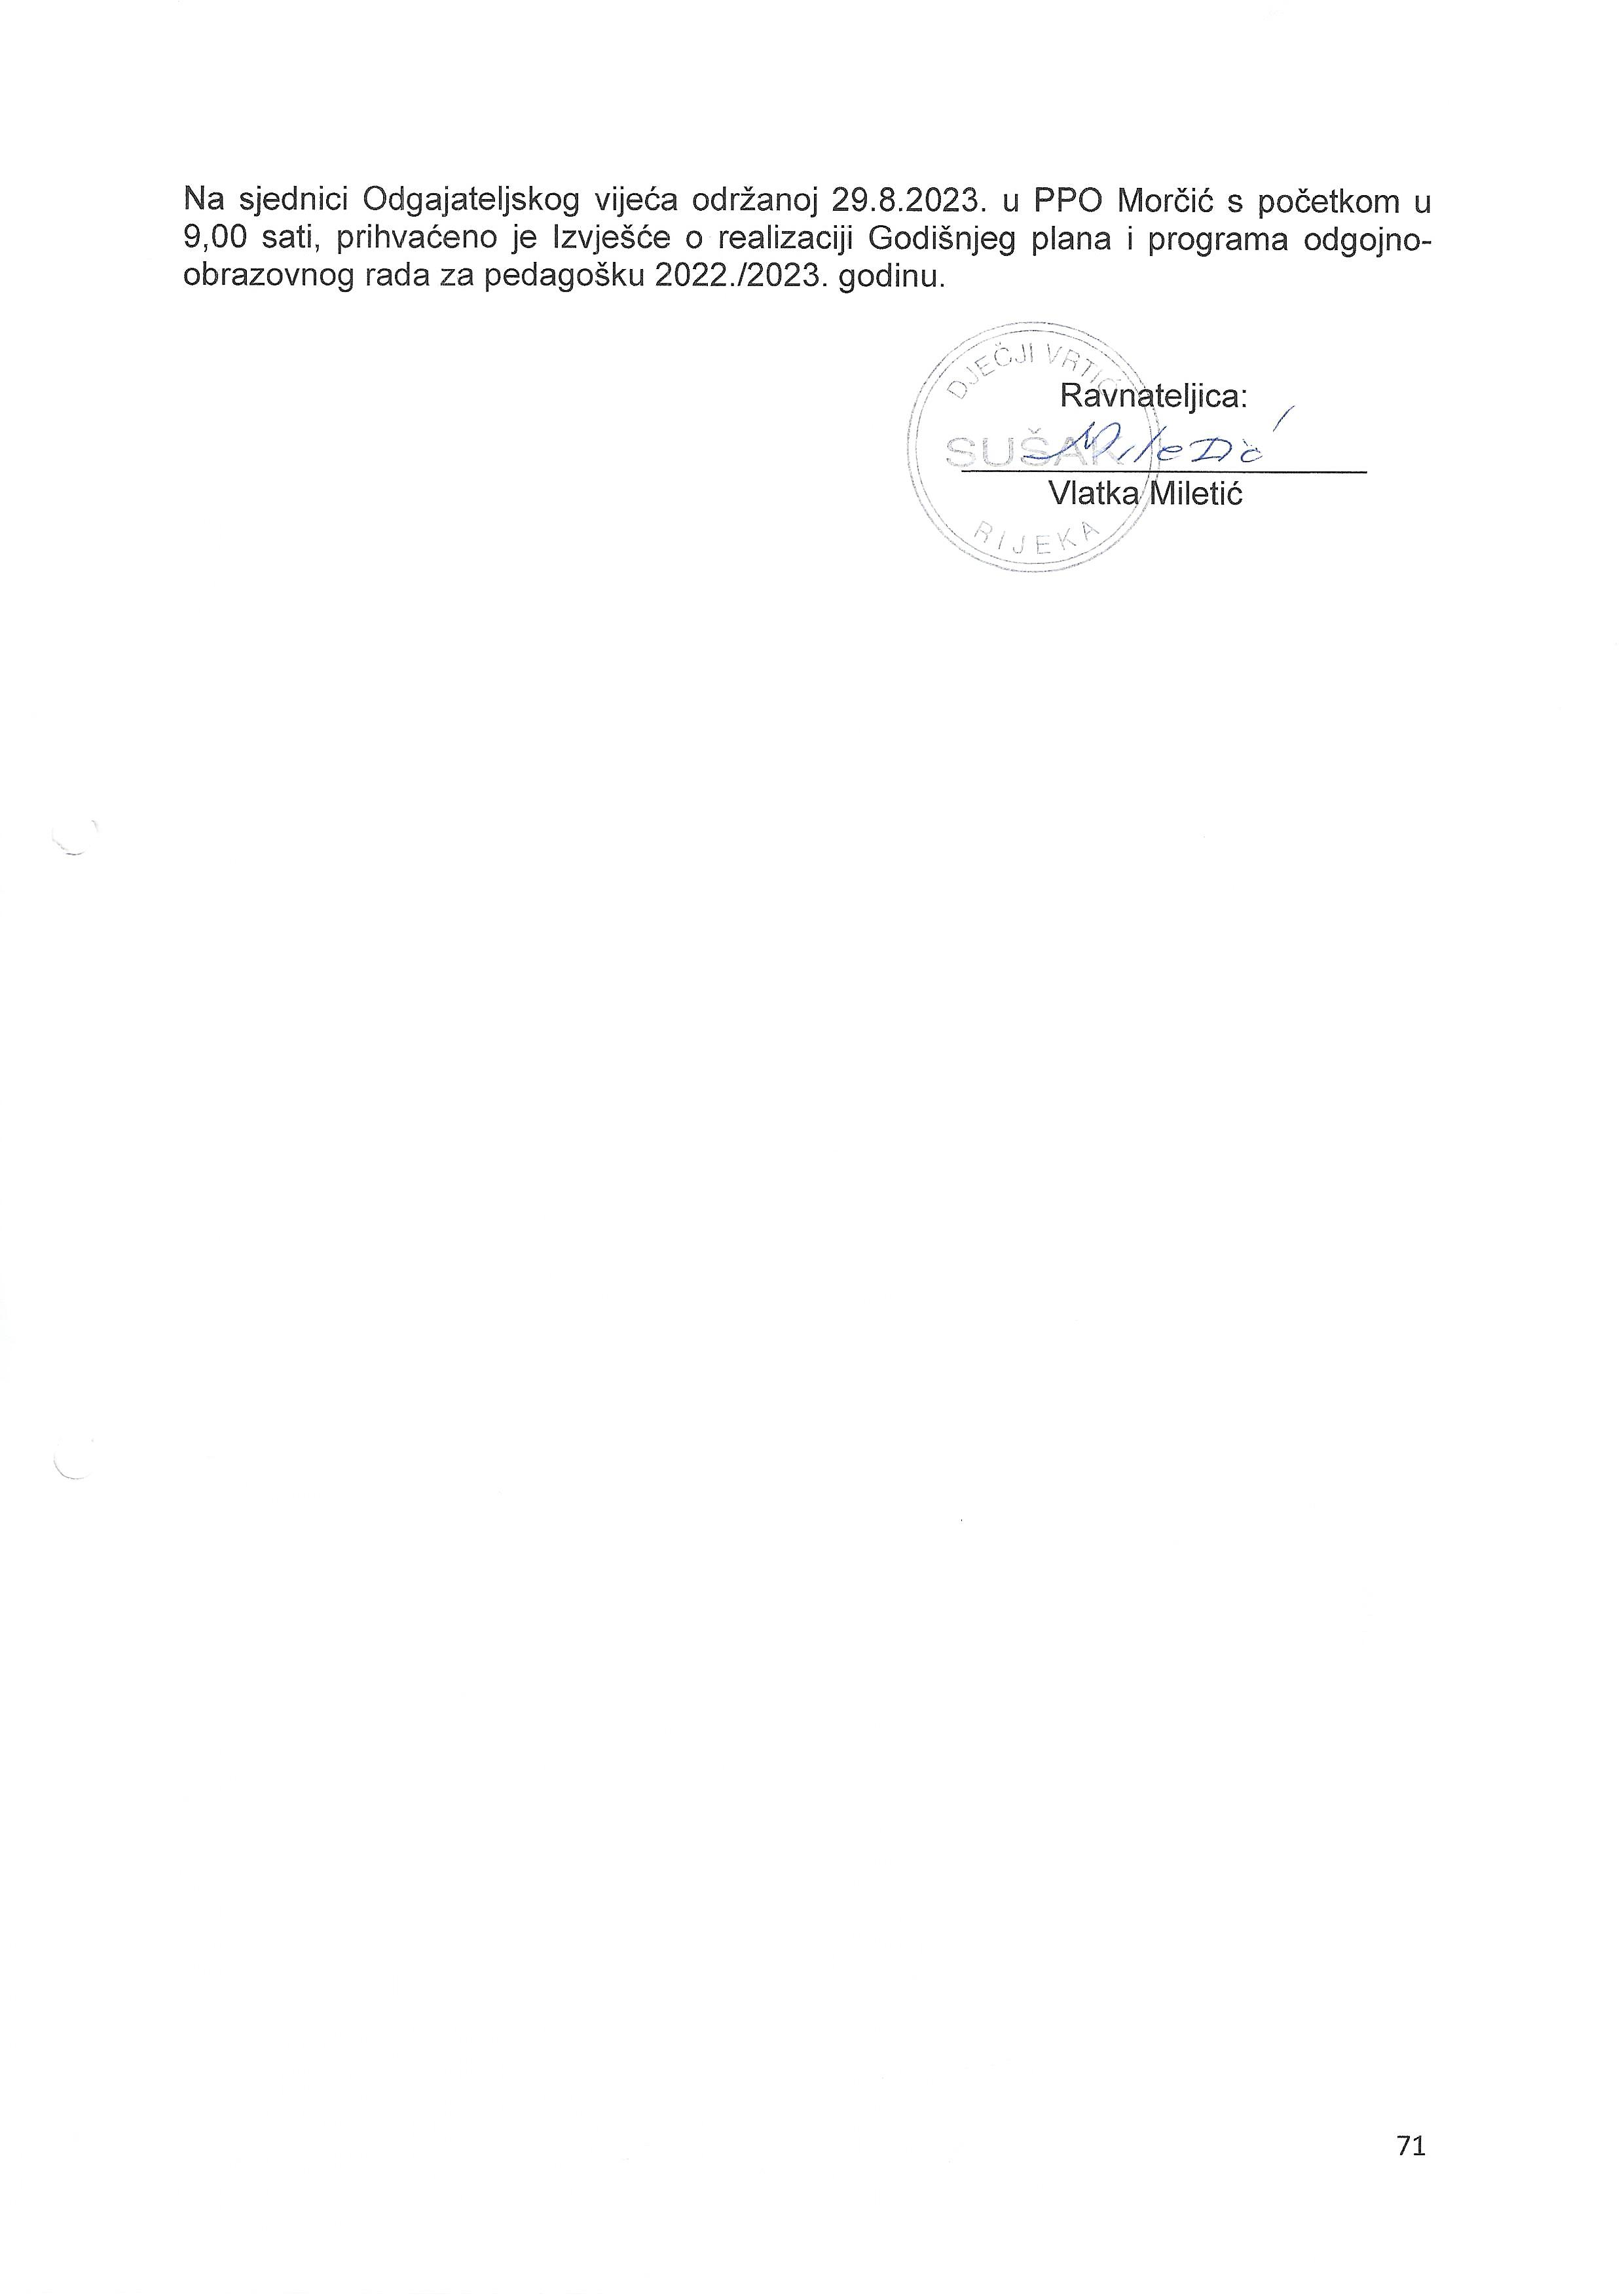 Na sjednici Odgajateljskog vijeća održanoj 29.8.2023. u PPO Morčić s početkom u
9,00 sati, prihvaćeno je Izvješće o realizaciji Godišnjeg plana i programa odgojno-
obrazovnog rada za pedagošku 2022./2023. godinu.
DJEČJI VRTIĆ
SUŠAK
RIJEKA
Ravnateljica:
Miletić
Vlatka Miletić
71